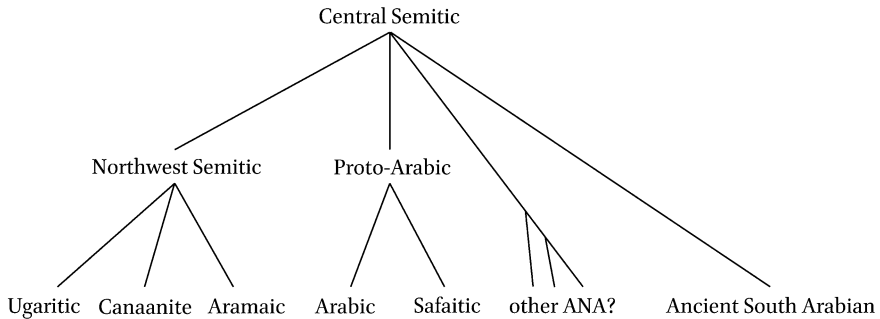 Central Semitic
Northwest Semitic
Proto-Arabic
Ugaritic
Canaanite
Aramaic
Arabic
Safaitic
other ANA?
Ancient South Arabian